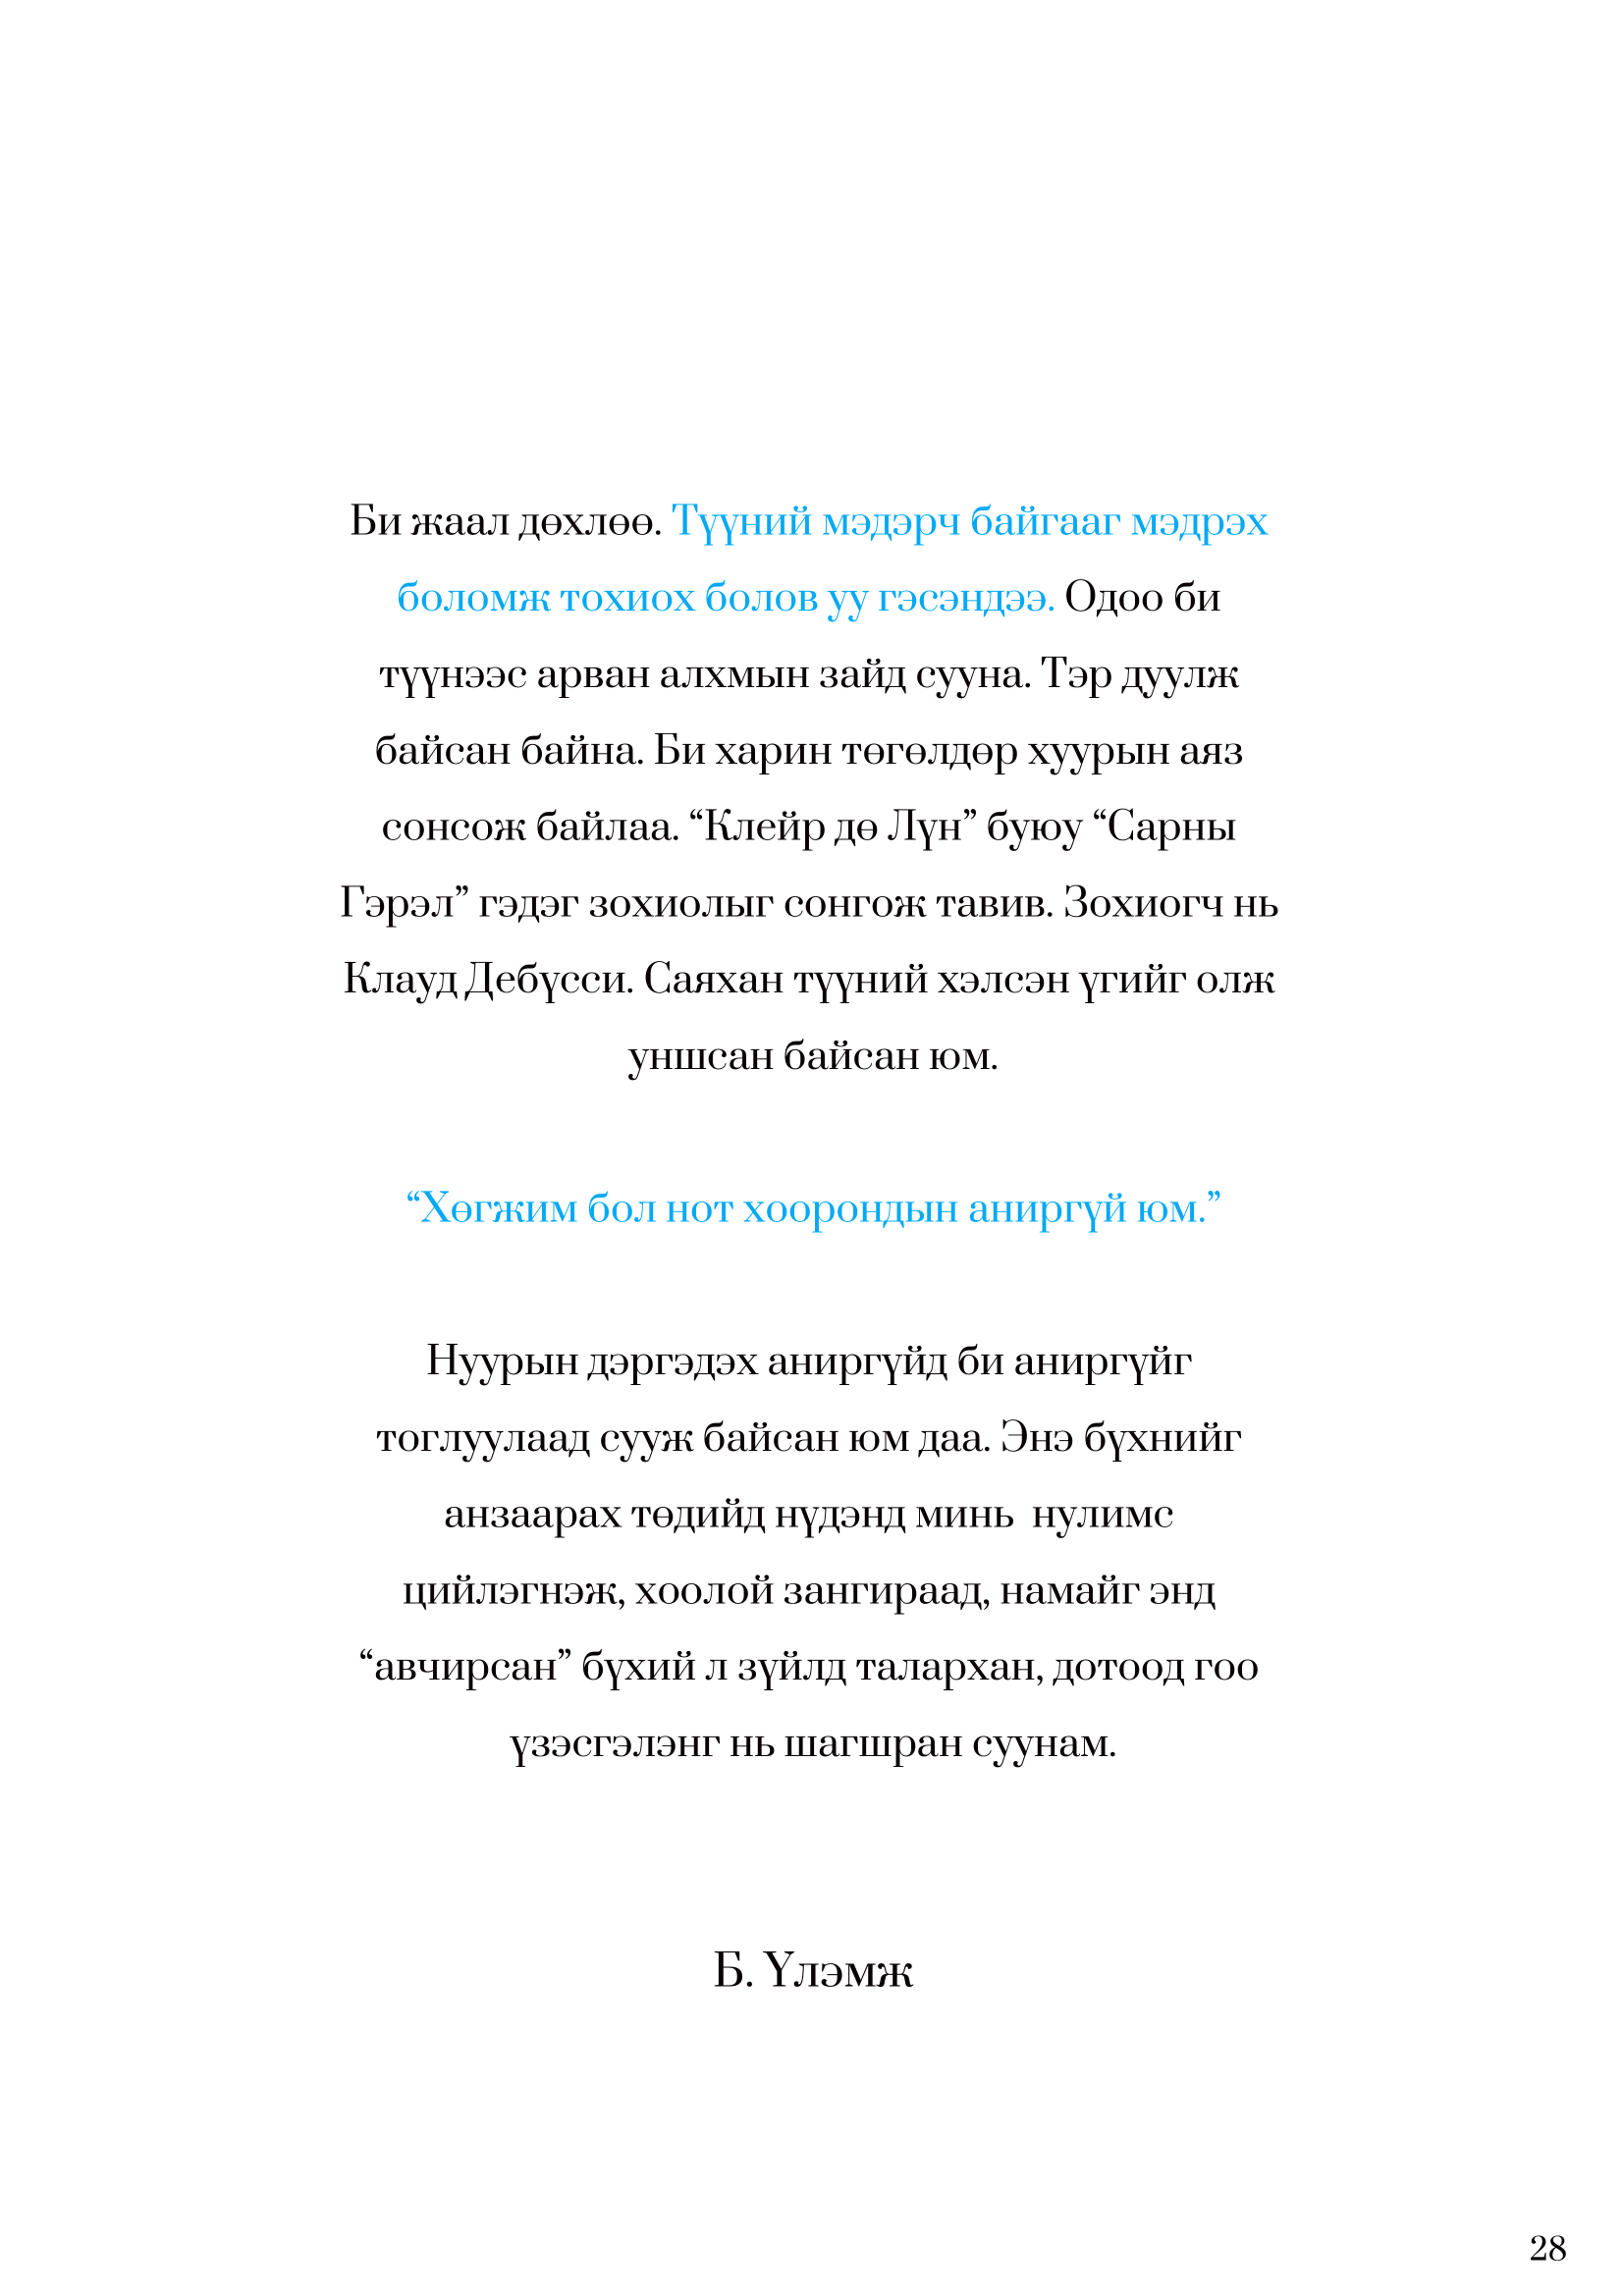 Би жаал дөхлөө. Түүний мэдэрч байгааг мэдрэх
боломж тохиох болов уу гэсэндээ. Одоо би
түүнээс арван алхмын зайд сууна. Тэр дуулж
байсан байна. Би харин төгөлдөр хуурын аяз
сонсож байлаа. “Клейр дө Лүн” буюу “Сарны
Гэрэл” гэдэг зохиолыг сонгож тавив. Зохиогч нь
Клауд Дебүсси. Саяхан түүний хэлсэн үгийг олж
уншсан байсан юм.
“Хөгжим бол нот хоорондын аниргүй юм.”
Нуурын дэргэдэх аниргүйд би аниргүйг
тоглуулаад сууж байсан юм даа. Энэ бүхнийг
анзаарах төдийд нүдэнд минь  нулимс
цийлэгнэж, хоолой зангираад, намайг энд
“авчирсан” бүхий л зүйлд талархан, дотоод гоо
үзэсгэлэнг нь шагшран суунам.
Б. Үлэмж
28